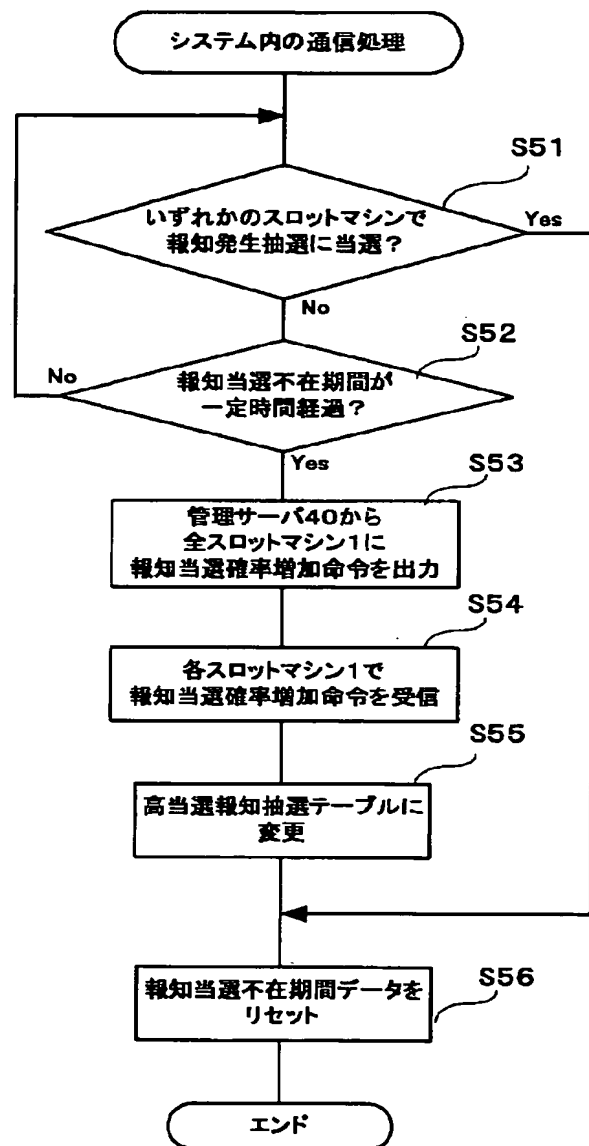 システム内の通信処理
S51
いずれかのスロットマシンで
報知発生抽選に当選？
Yes
No
S52
No
報知当選不在期間が
一定時間経過？
Yes
S53
管理サーバ40から
全スロットマシン1に
報知当選確率増加命令を出力
S54
各スロットマシン1で
報知当選確率増加命令を受信
S55
高当選報知抽選テーブルに
変更
S56
報知当選不在期間データを
リセット
エンド